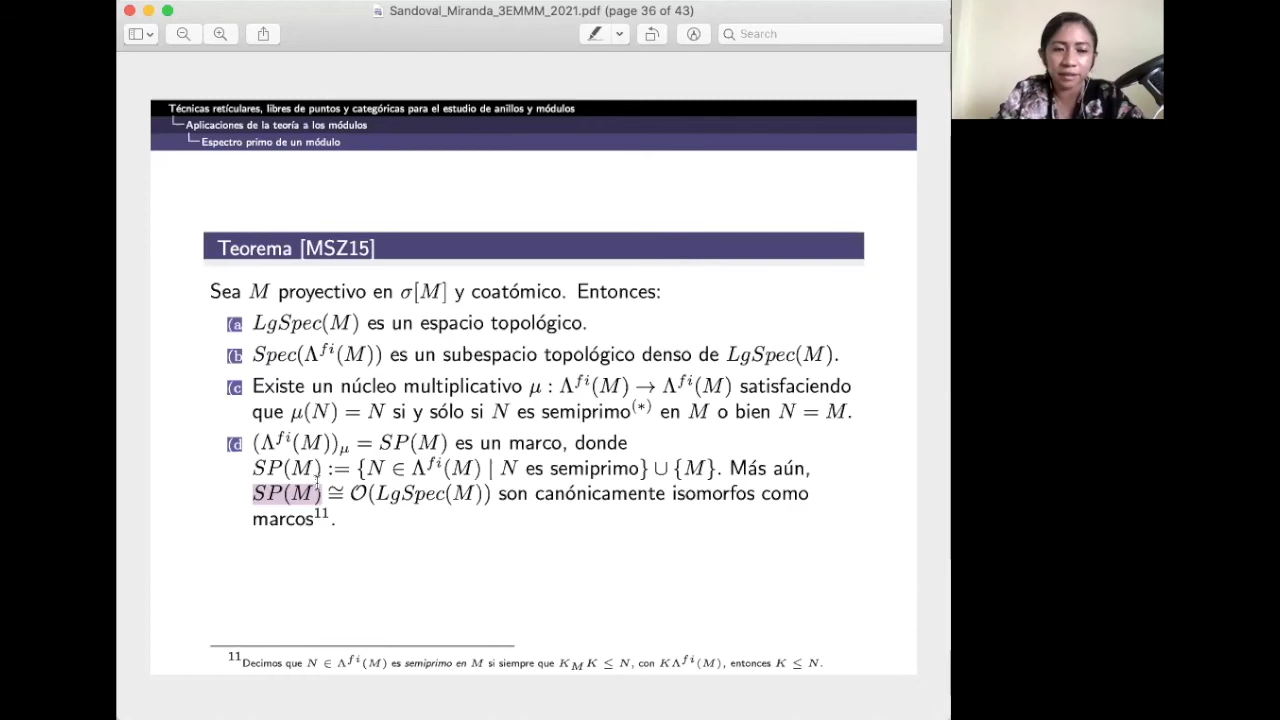 Sandoval_Miranda_3EMMM_2021.pdf (page 36 of 43)
Search
Técnicas retículares, libres de puntos y categóricas para el estudio de anillos y módulos
Aplicaciones de la teoría a los módulos
Espectro primo de un módulo
Teorema [MSZ15]
Sea M proyectivo en σ[M] y coatómico. Entonces:
(a LgSpec(M) es un espacio topológico.
(b Spec(Λ^{fi}(M)) es un subespacio topológico denso de LgSpec(M).
(c Existe un núcleo multiplicativo μ : Λ^{fi}(M) → Λ^{fi}(M) satisfaciendo
que μ(N) = N si y sólo si N es semiprimo^{(*)} en M o bien N = M.
(d (Λ^{fi}(M))_μ = SP(M) es un marco, donde
SP(M) := {N ∈ Λ^{fi}(M) | N es semiprimo} ∪ {M}. Más aún,
SP(M) ≅ O(LgSpec(M)) son canónicamente isomorfos como
marcos^{11}.
^{11}Decimos que N ∈ Λ^{fi}(M) es semiprimo en M si siempre que K_M K ≤ N, con KΛ^{fi}(M), entonces K ≤ N.